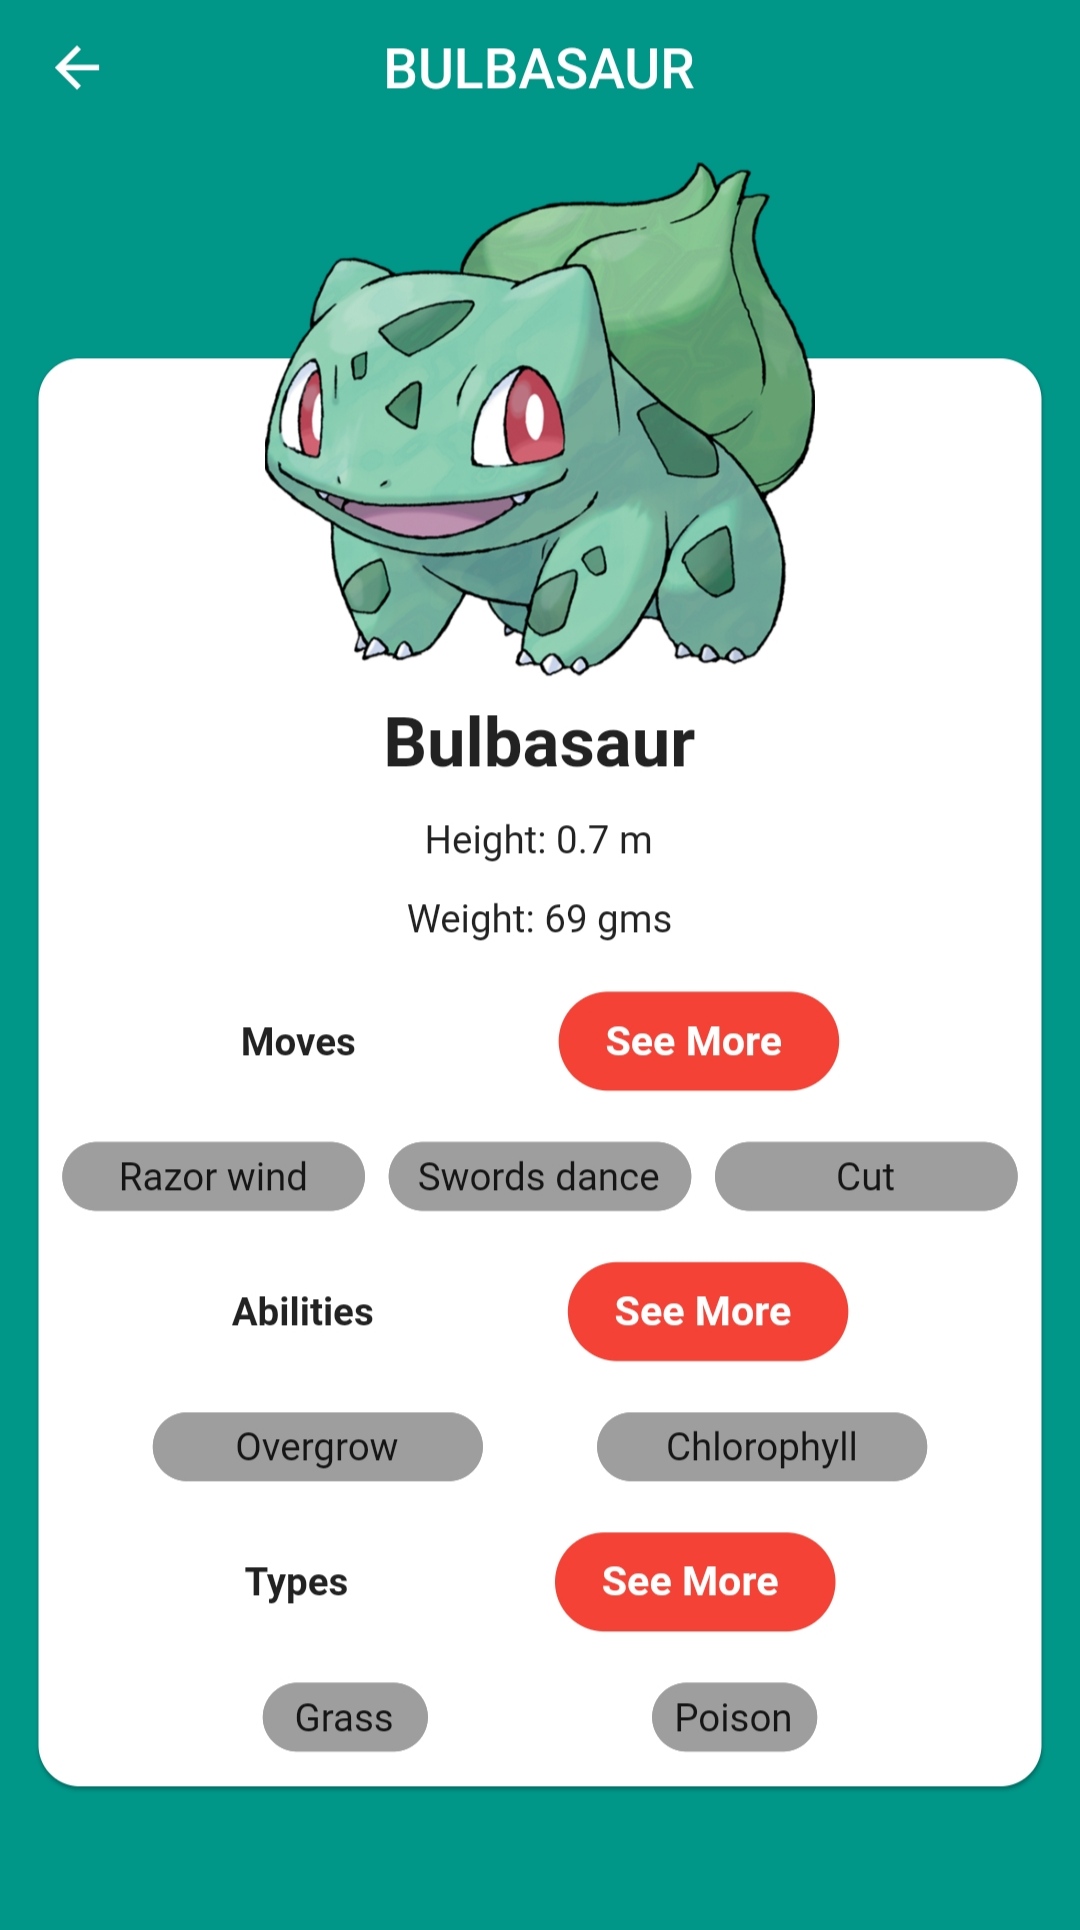 BULBASAUR
Bulbasaur
Height: 0.7 m
Weight: 69 gms
Moves See More
Razor wind Swords dance Cut
Abilities See More
Overgrow Chlorophyll
Types See More
Grass Poison